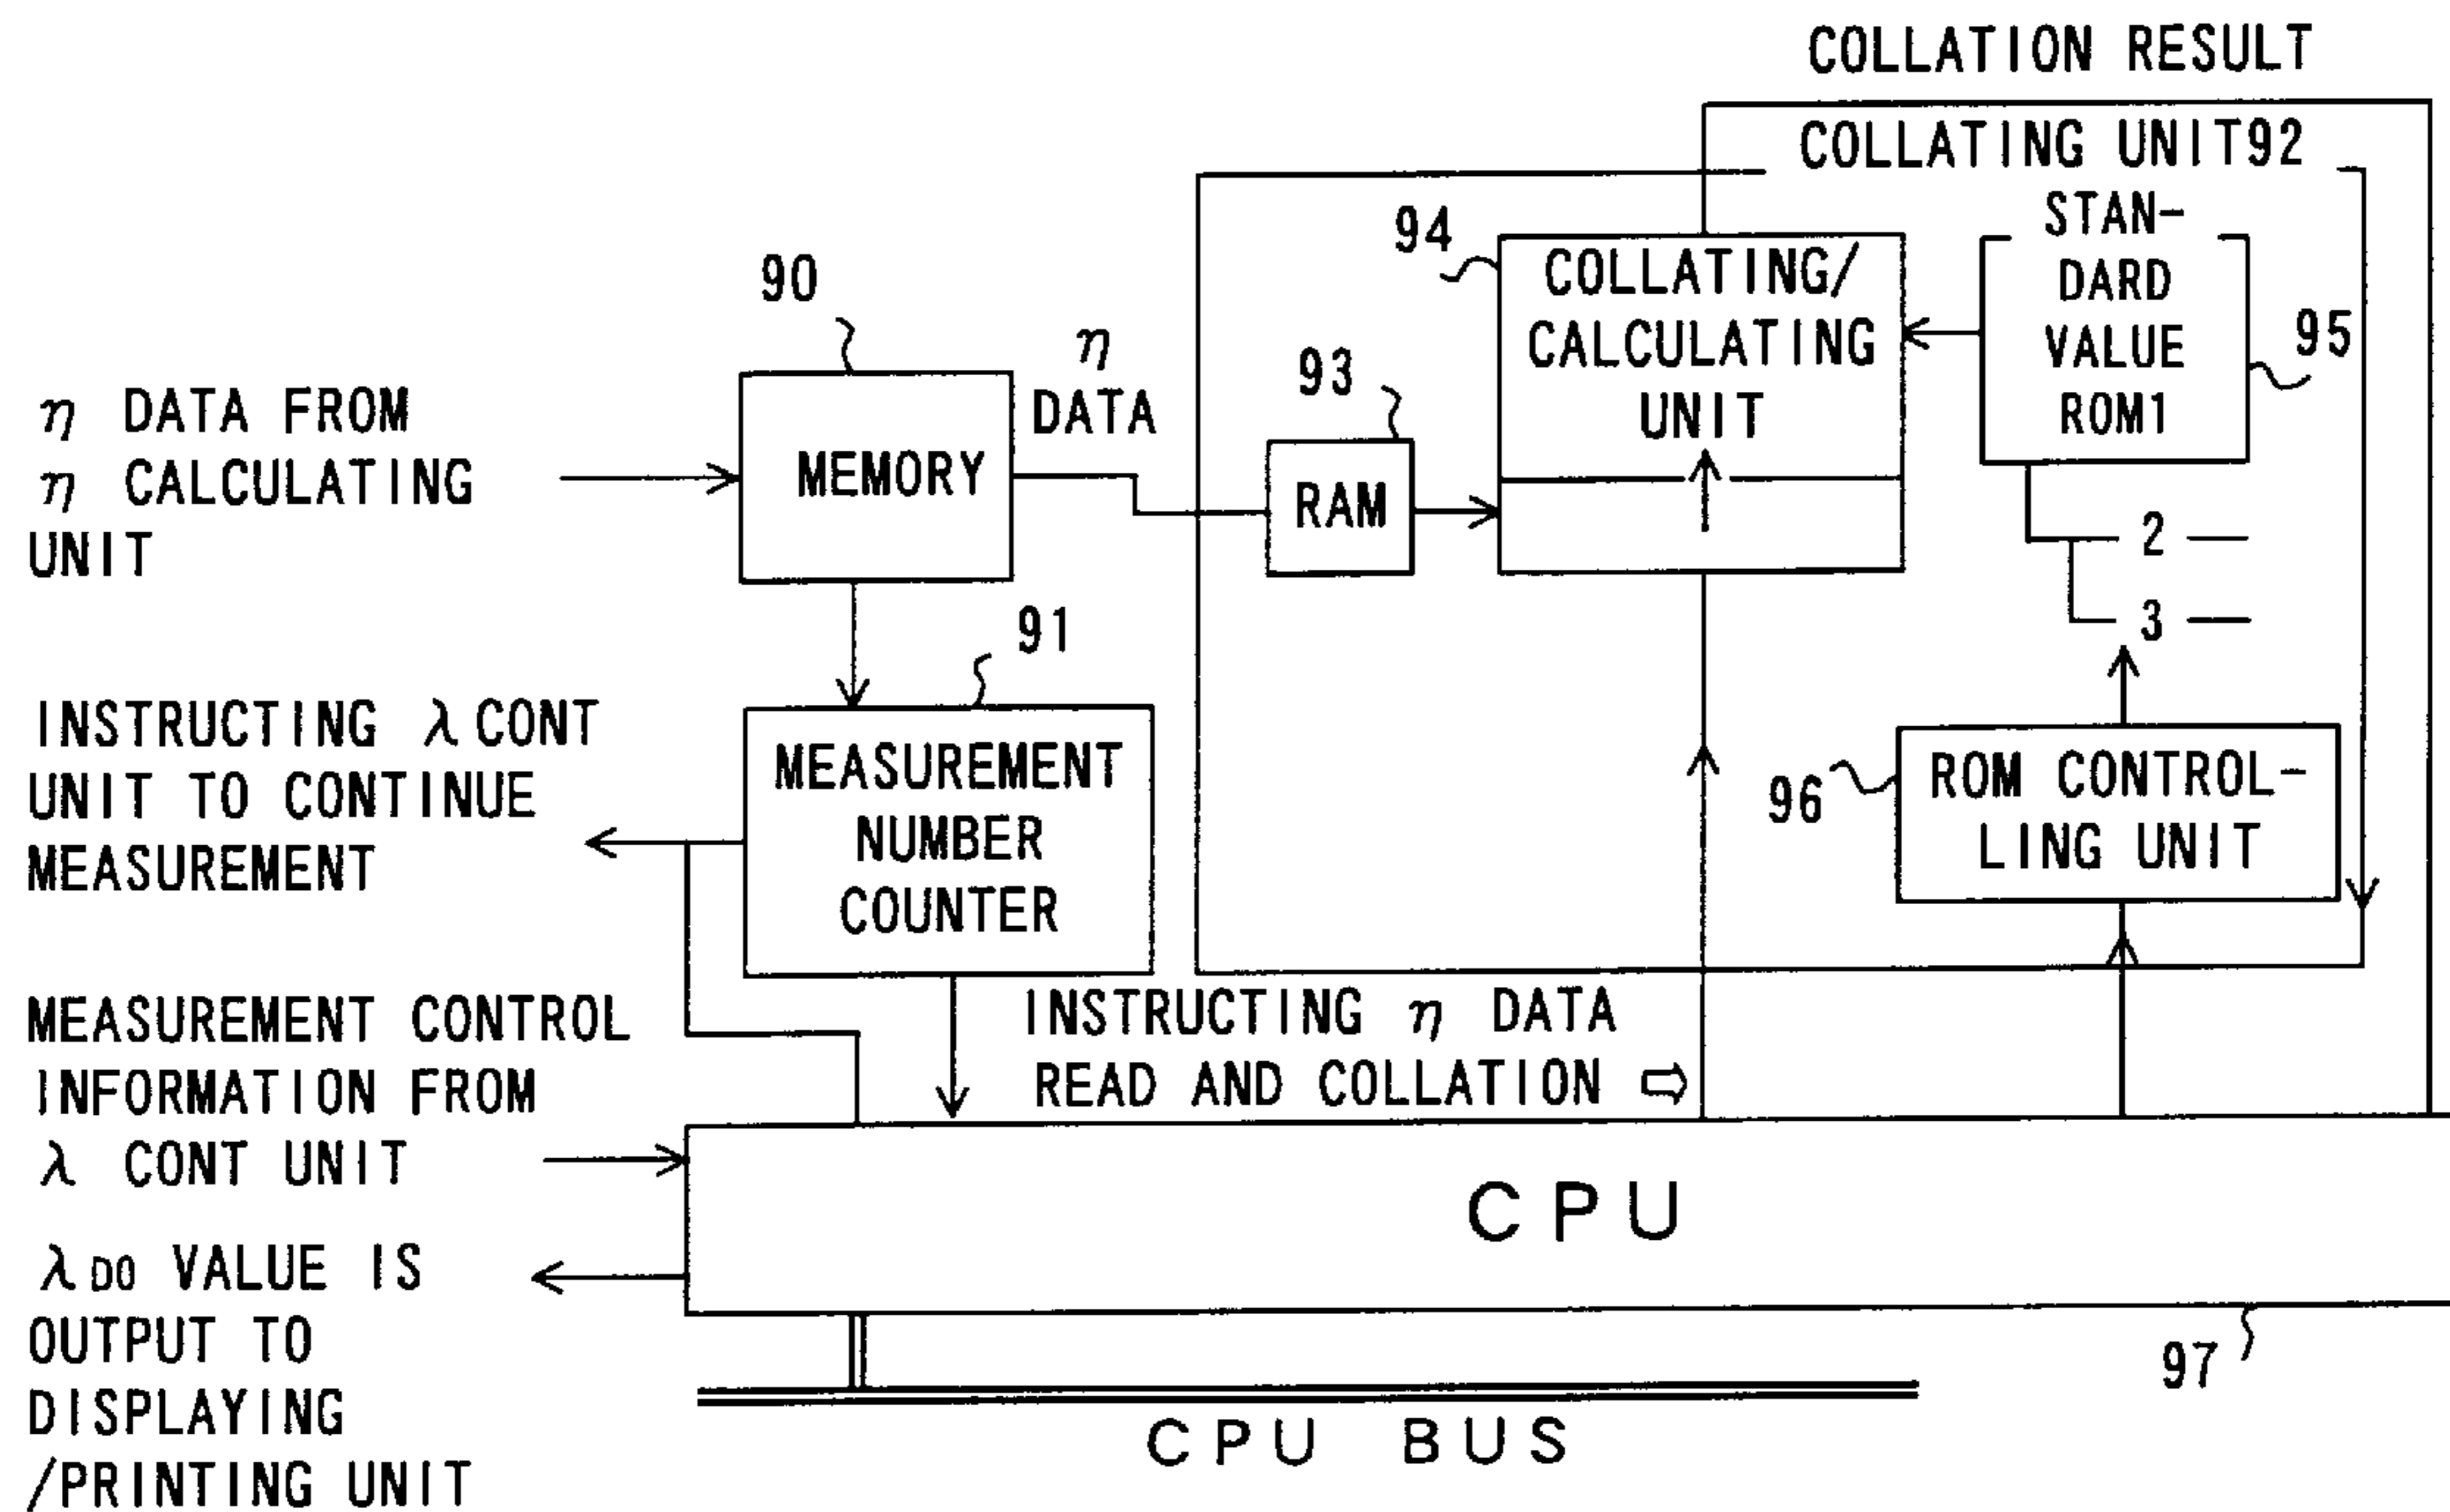 COLLATION RESULT
COLLATING UNIT92
94
COLLATING/
CALCULATING
UNIT
STAN-
DARD
VALUE
ROM1
95
2
3
90
η
DATA
93
η DATA FROM
η CALCULATING
UNIT
MEMORY
RAM
91
INSTRUCTING λ CONT
UNIT TO CONTINUE
MEASUREMENT
MEASUREMENT
NUMBER
COUNTER
96
ROM CONTROL-
LING UNIT
MEASUREMENT CONTROL
INFORMATION FROM
λ CONT UNIT
INSTRUCTING η DATA
READ AND COLLATION ⇨
CPU
λDO VALUE IS
OUTPUT TO
DISPLAYING
/PRINTING UNIT
97
CPU BUS